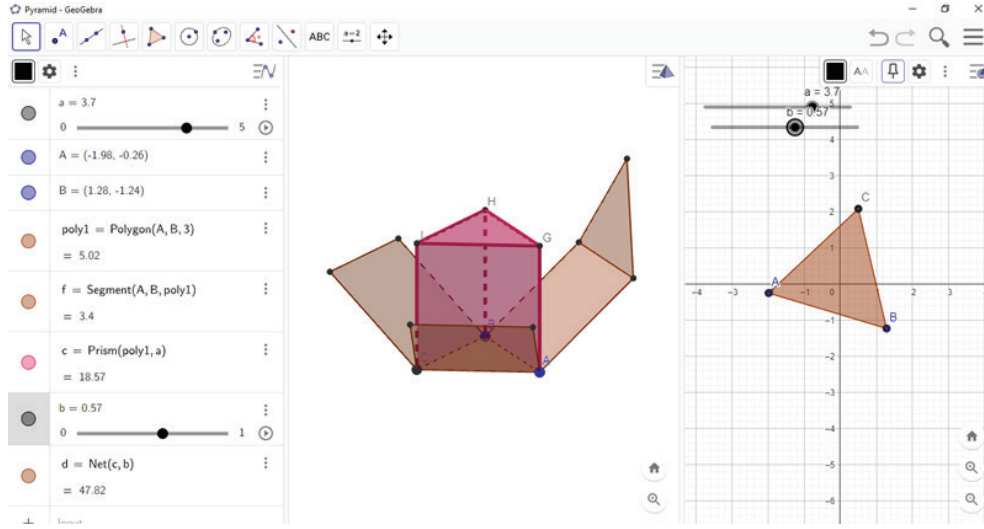 Pyramid - GeoGebra
A
ABC
a=2
AA
a = 3.7
0
5
A = (-1.98, -0.26)
B = (1.28, -1.24)
poly1 = Polygon(A, B, 3)
= 5.02
f = Segment(A, B, poly1)
= 3.4
c = Prism(poly1, a)
= 18.57
b = 0.57
0
1
d = Net(c, b)
= 47.82
Input...
H
G
B
C
A
a = 3.7
b = 0.57
5
4
3
2
1
0
-4
-3
-2
-1
1
2
3
-1
-2
-3
-4
-5
-6
C
A
B